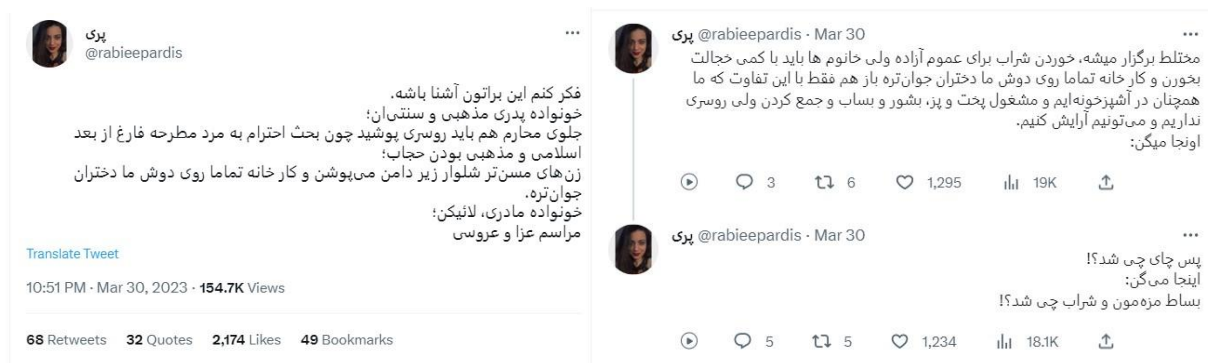 پری
@rabieepardis
...
فکر کنم این براتون آشنا باشه.
خونواده پدری مذهبی و سنتی‌ان؛
جلوی محارم هم باید روسری پوشید چون بحث احترام به مرد مطرحه فارغ از بعد
اسلامی و مذهبی بودن حجاب؛
زن‌های مسن‌تر شلوار زیر دامن می‌پوشن و کار خانه تماما روی دوش ما دختران
جوان‌تره.
خونواده مادری، لائیکن؛
مراسم عزا و عروسی
Translate Tweet
10:51 PM · Mar 30, 2023 · 154.7K Views
68 Retweets 32 Quotes 2,174 Likes 49 Bookmarks
پری @rabieepardis · Mar 30 ...
مختلط برگزار میشه، خوردن شراب برای عموم آزاده ولی خانوم ها باید با کمی خجالت
بخورن و کار خانه تماما روی دوش ما دختران جوان‌تره باز هم فقط با این تفاوت که ما
همچنان در آشپزخونه‌ایم و مشغول پخت و پز، بشور و بساب و جمع کردن ولی روسری
نداریم و می‌تونیم آرایش کنیم.
اونجا میگن:
3 6 1,295 19K
پری @rabieepardis · Mar 30 ...
پس چای چی شد؟!
اینجا می‌گن:
بساط مزه‌مون و شراب چی شد؟!
5 5 1,234 18.1K